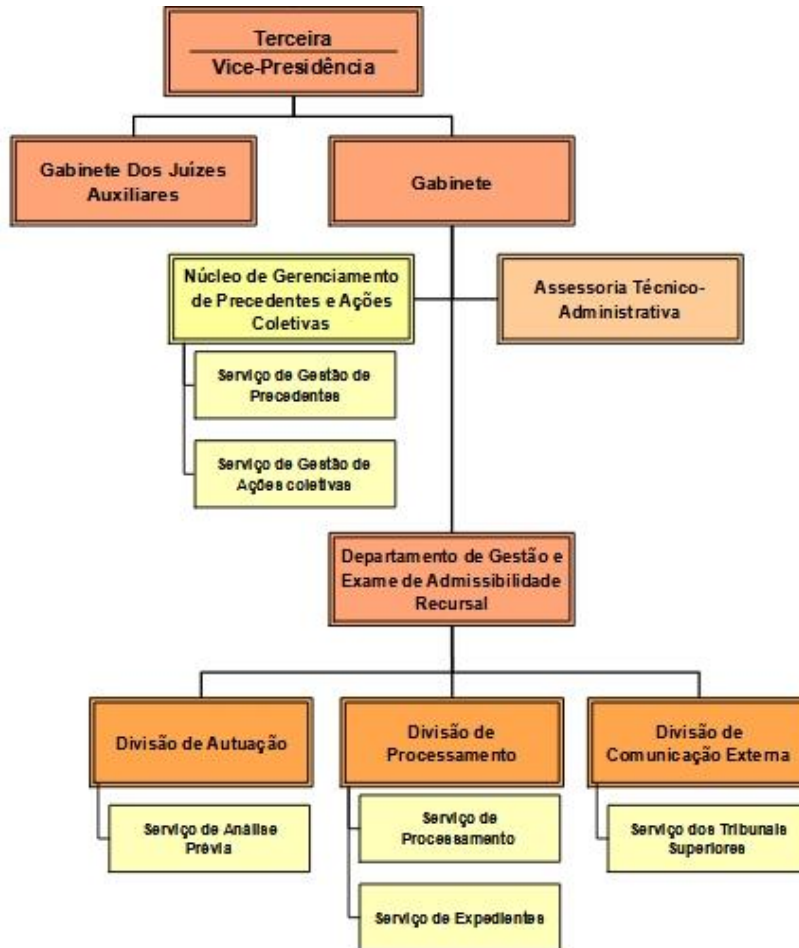 Terceira
Vice-Presidência
Gabinete Dos Juízes
Auxiliares
Gabinete
Núcleo de Gerenciamento
de Precedentes e Ações
Coletivas
Assessoria Técnico-
Administrativa
Serviço de Gestão de
Precedentes
Serviço de Gestão de
Ações coletivas
Departamento de Gestão e
Exame de Admissibilidade
Recursal
Divisão de Autuação
Divisão de
Processamento
Divisão de
Comunicação Externa
Serviço de Análise
Prévia
Serviço de
Processamento
Serviço dos Tribunais
Superiores
Serviço de Expedientes